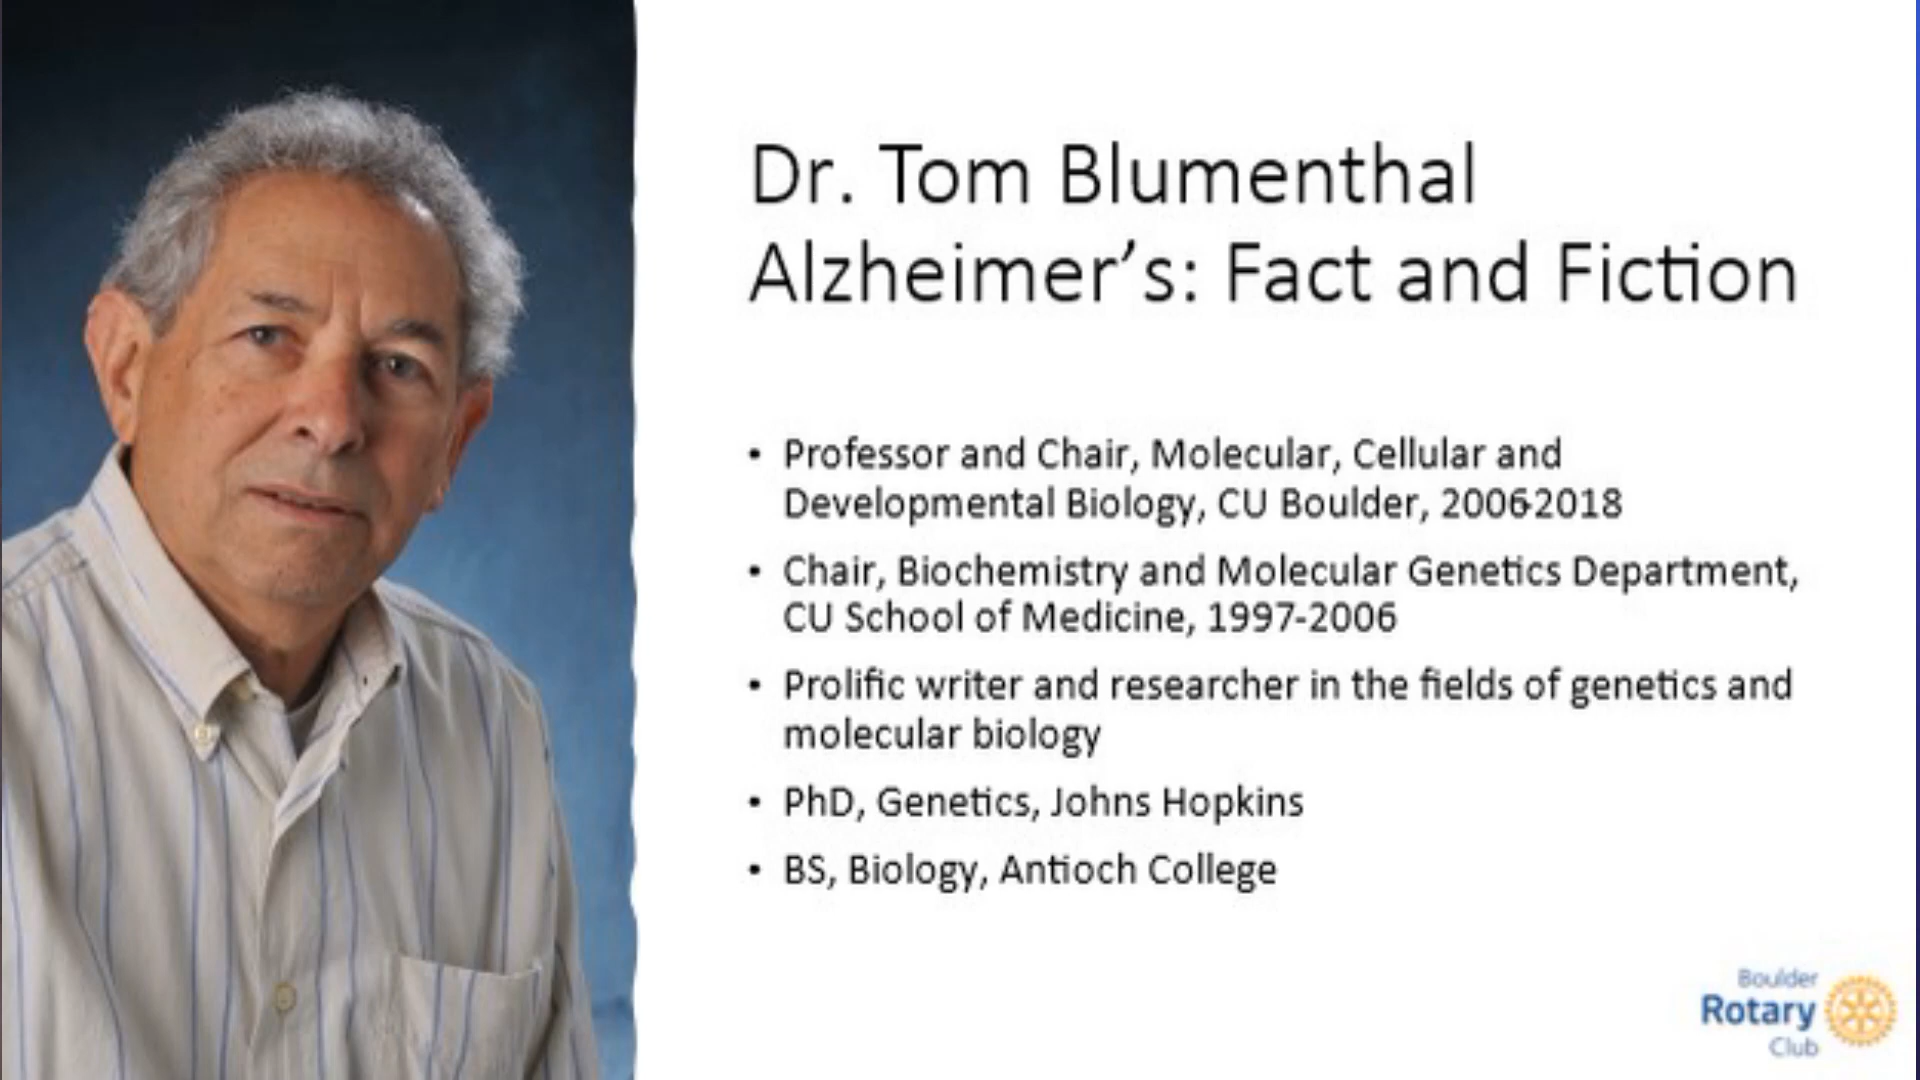 Dr. Tom Blumenthal
Alzheimer’s: Fact and Fiction
• Professor and Chair, Molecular, Cellular and
Developmental Biology, CU Boulder, 2006-2018
• Chair, Biochemistry and Molecular Genetics Department,
CU School of Medicine, 1997-2006
• Prolific writer and researcher in the fields of genetics and
molecular biology
• PhD, Genetics, Johns Hopkins
• BS, Biology, Antioch College
Boulder
Rotary
Club